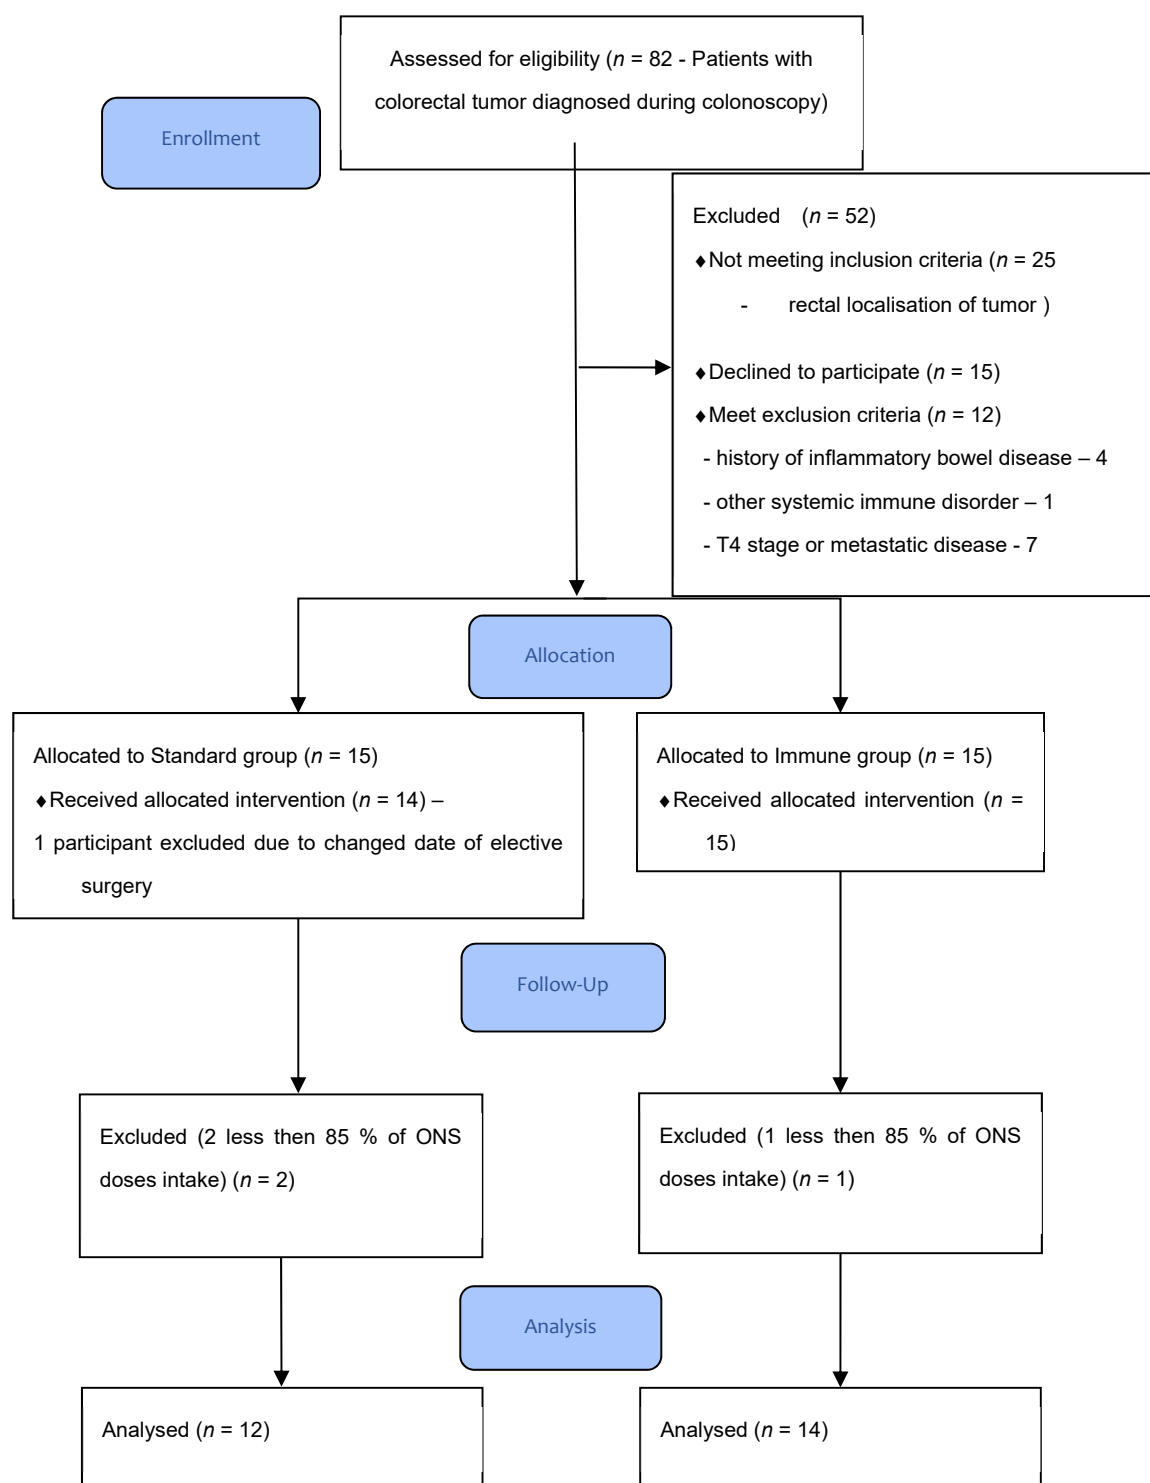 Assessed for eligibility (n = 82 - Patients with
colorectal tumor diagnosed during colonoscopy)
Enrollment
Excluded (n = 52)
♦Not meeting inclusion criteria (n = 25
- rectal localisation of tumor )
♦Declined to participate (n = 15)
♦Meet exclusion criteria (n = 12)
- history of inflammatory bowel disease – 4
- other systemic immune disorder – 1
- T4 stage or metastatic disease - 7
Allocation
Allocated to Standard group (n = 15)
♦Received allocated intervention (n = 14) –
1 participant excluded due to changed date of elective
surgery
Allocated to Immune group (n = 15)
♦Received allocated intervention (n =
15)
Follow-Up
Excluded (2 less then 85 % of ONS
doses intake) (n = 2)
Excluded (1 less then 85 % of ONS
doses intake) (n = 1)
Analysis
Analysed (n = 12)
Analysed (n = 14)